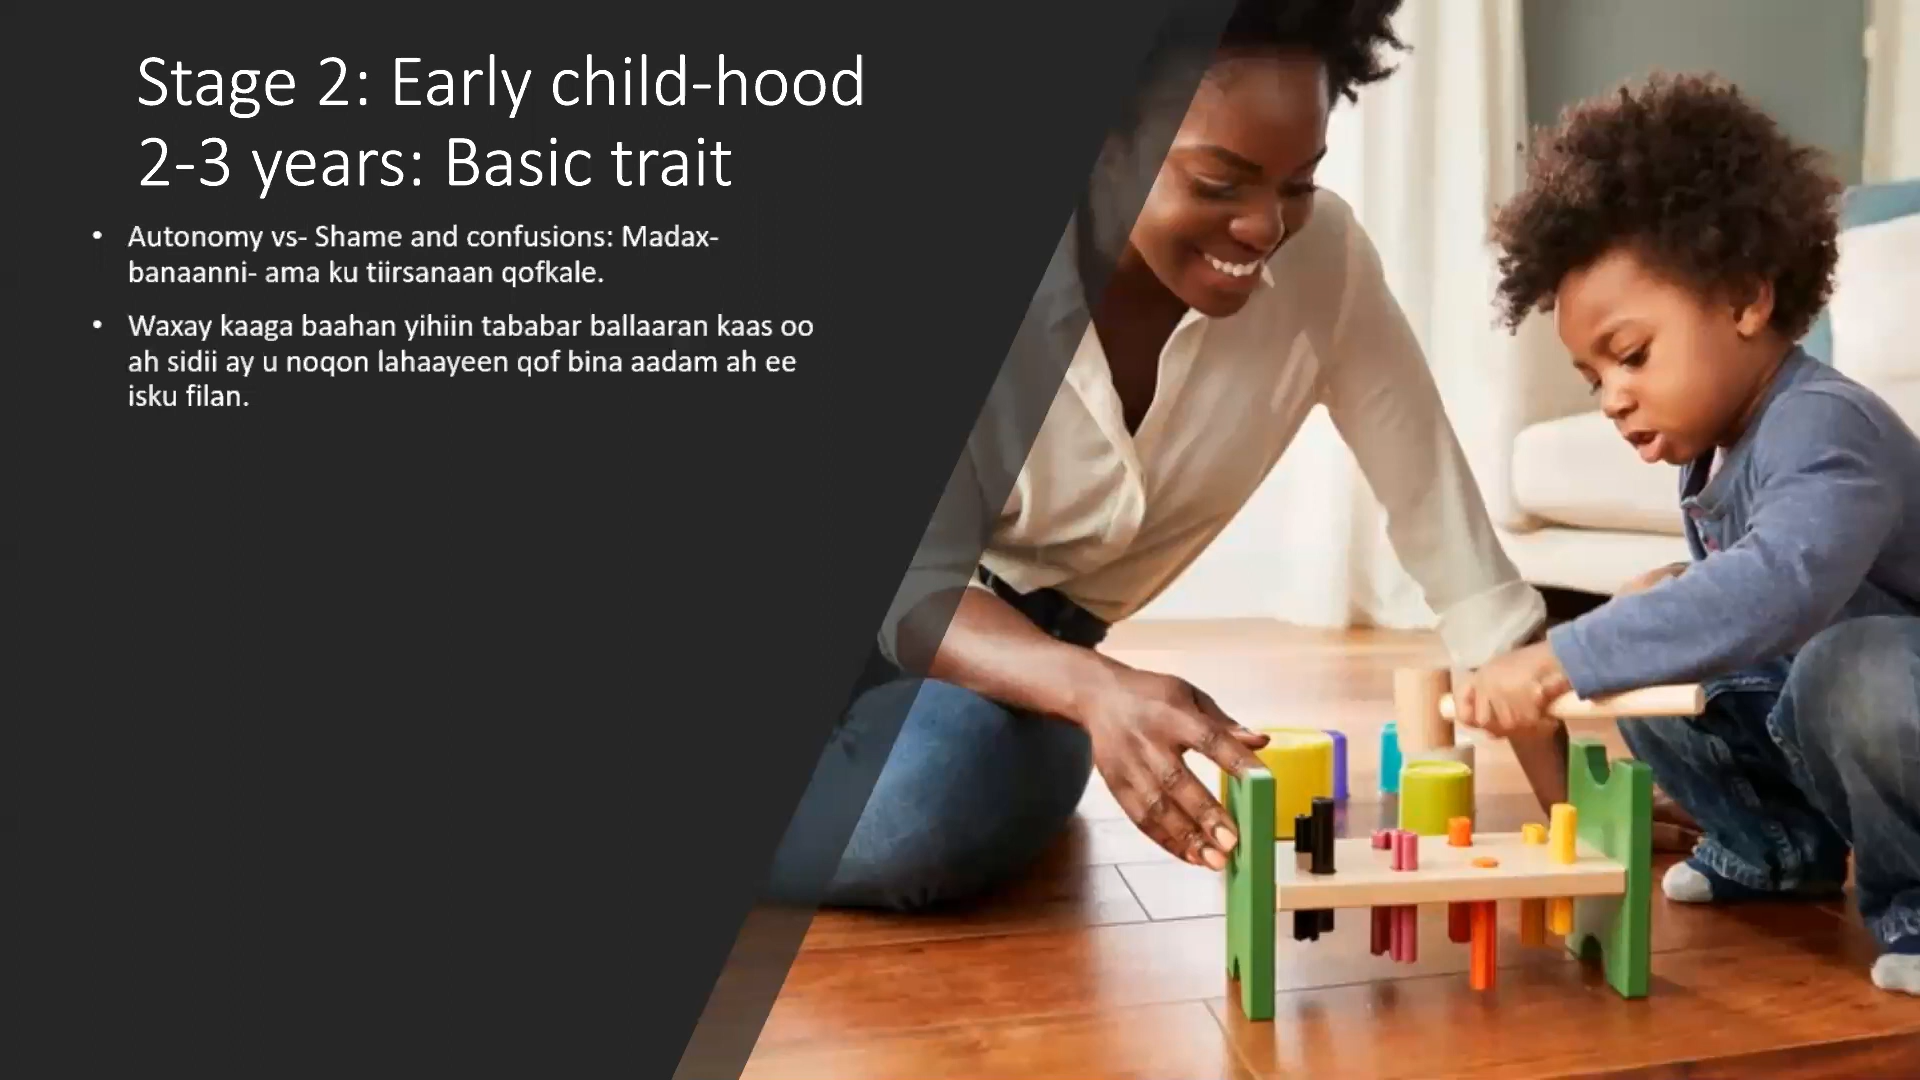 Stage 2: Early child-hood
2-3 years: Basic trait
• Autonomy vs- Shame and confusions: Madax-
banaanni- ama ku tiirsanaan qofkale.
• Waxay kaaga baahan yihiin tababar ballaaran kaas oo
ah sidii ay u noqon lahaayeen qof bina aadam ah ee
isku filan.